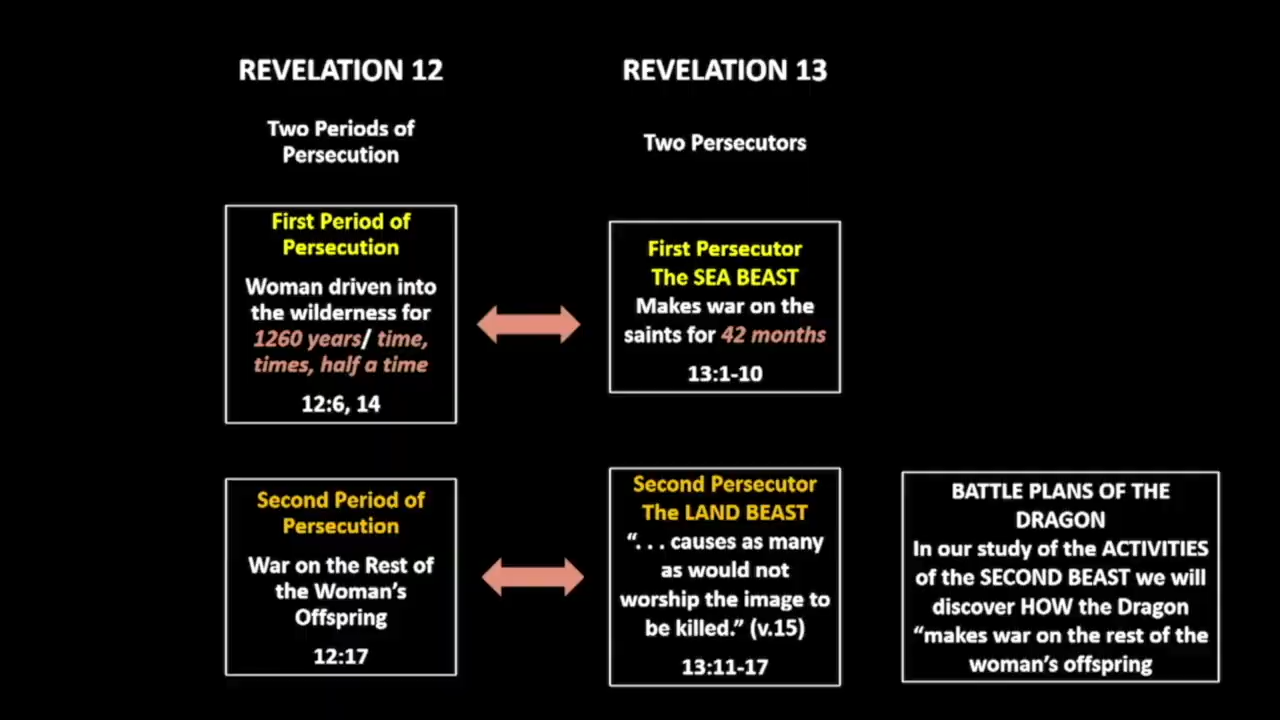 REVELATION 12
Two Periods of
Persecution
First Period of
Persecution
Woman driven into
the wilderness for
1260 years/ time,
times, half a time
12:6, 14
Second Period of
Persecution
War on the Rest of
the Woman's
Offspring
12:17
REVELATION 13
Two Persecutors
First Persecutor
The SEA BEAST
Makes war on the
saints for 42 months
13:1-10
Second Persecutor
The LAND BEAST
“. . . causes as many
as would not
worship the image to
be killed.” (v.15)
13:11-17
BATTLE PLANS OF THE
DRAGON
In our study of the ACTIVITIES
of the SECOND BEAST we will
discover HOW the Dragon
“makes war on the rest of the
woman's offspring